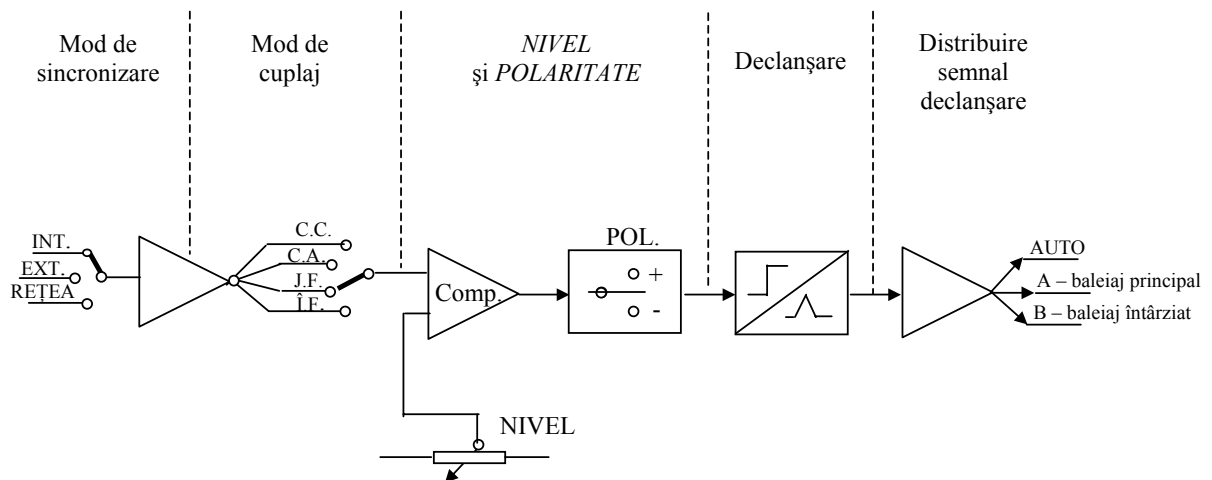 Mod de
sincronizare
Mod de
cuplaj
NIVEL
şi POLARITATE
Declanşare
Distribuire
semnal
declanşare
INT.
EXT.
REŢEA
C.C.
C.A.
J.F.
Î.F.
Comp.
POL.
+
-
AUTO
A – baleiaj principal
B – baleiaj întârziat
NIVEL